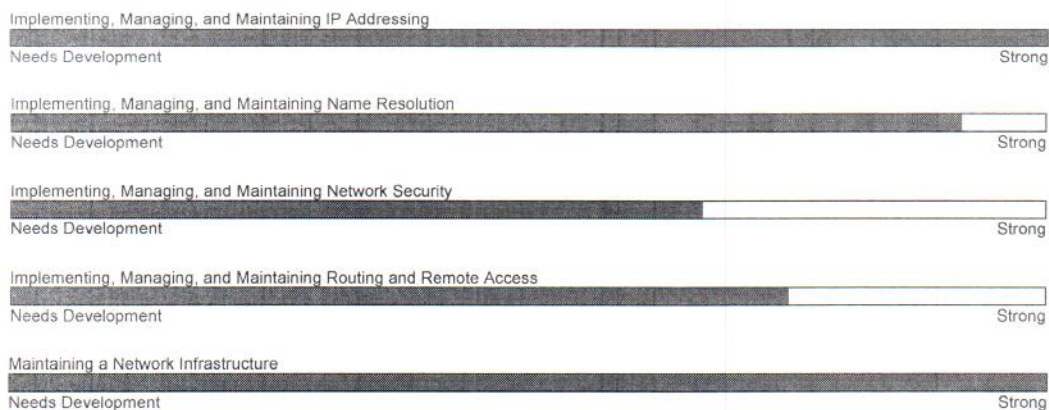 Implementing, Managing, and Maintaining IP Addressing
Needs Development Strong
Implementing, Managing, and Maintaining Name Resolution
Needs Development Strong
Implementing, Managing, and Maintaining Network Security
Needs Development Strong
Implementing, Managing, and Maintaining Routing and Remote Access
Needs Development Strong
Maintaining a Network Infrastructure
Needs Development Strong